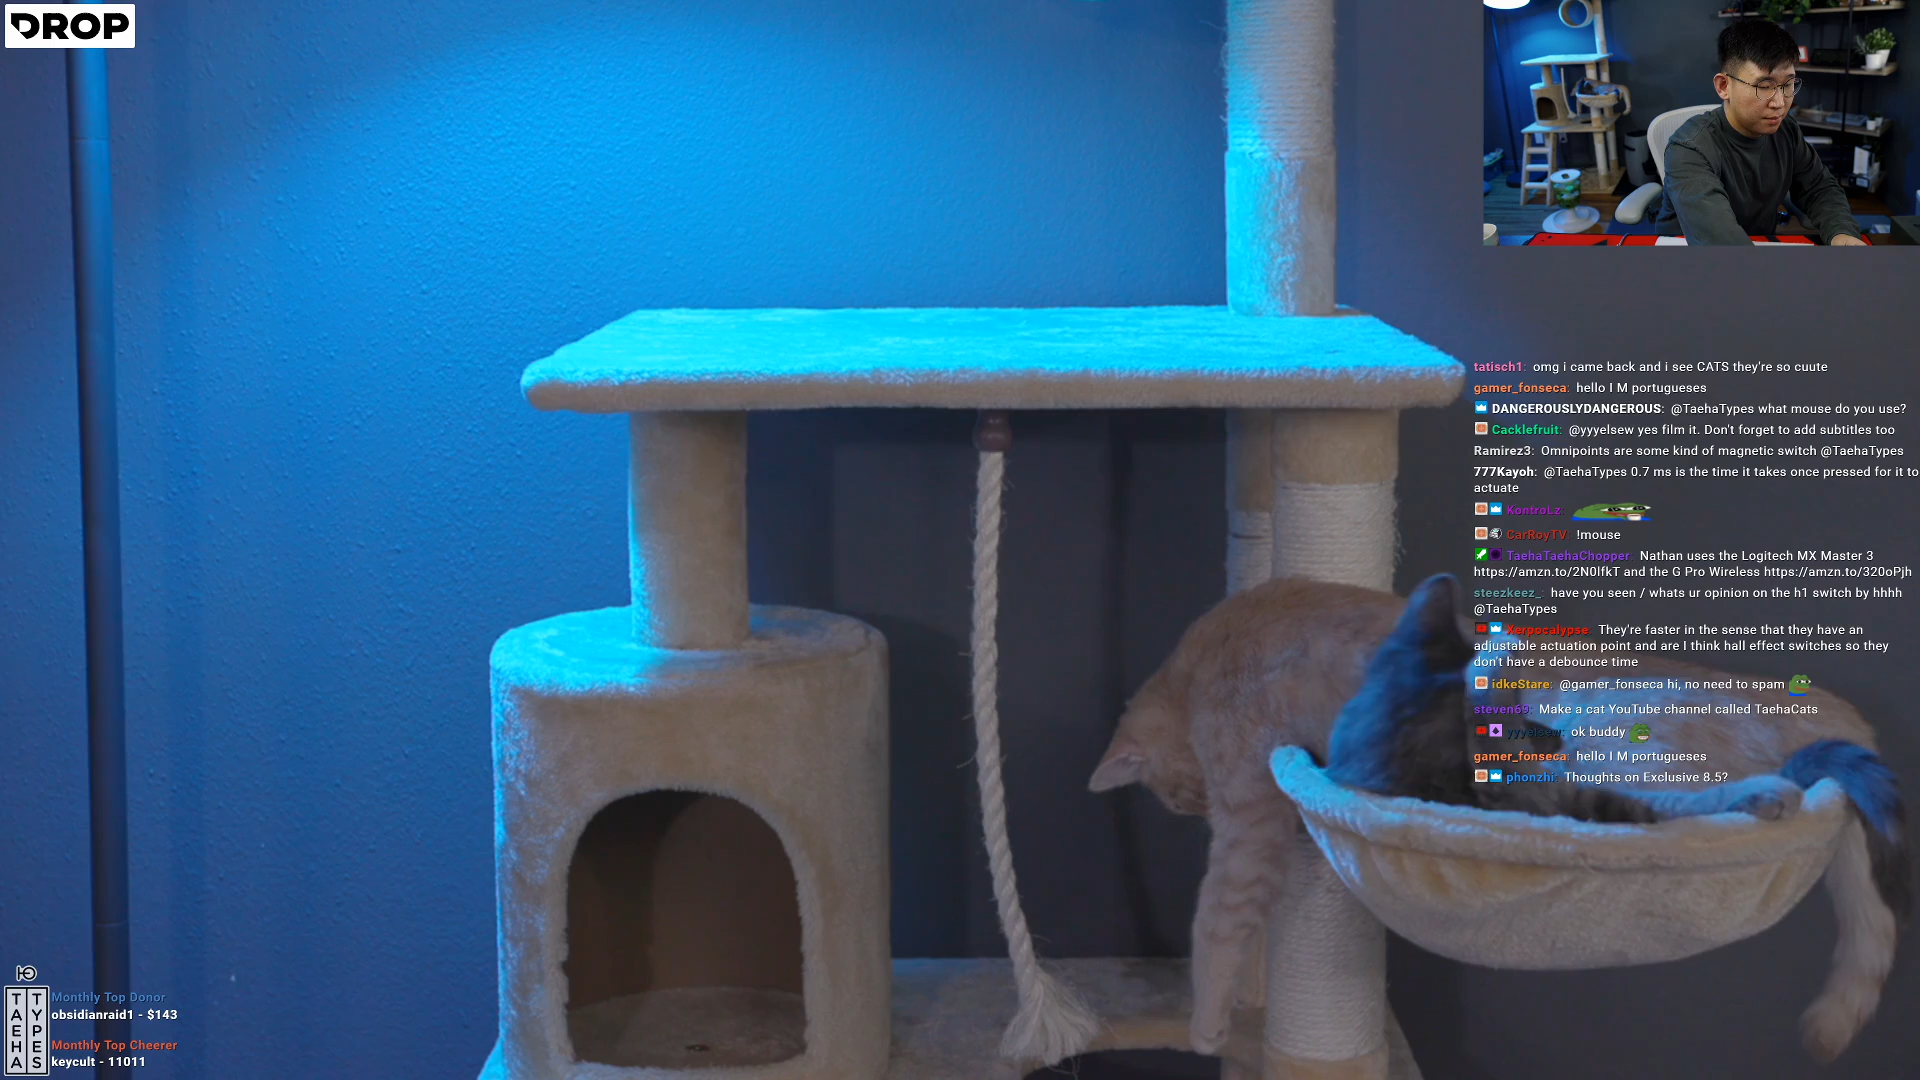 DROP
tatisch1: omg i came back and i see CATS they're so cuute
gamer_fonseca: hello I M portugueses
DANGEROUSLYDANGEROUS: @TaehaTypes what mouse do you use?
Cacklefruit: @yyyelsew yes film it. Don't forget to add subtitles too
Ramirez3: Omnipoints are some kind of magnetic switch @TaehaTypes
777Kayoh: @TaehaTypes 0.7 ms is the time it takes once pressed for it to
actuate
KontroLz:
CarRoyTV: !mouse
TaehaTaehaChopper: Nathan uses the Logitech MX Master 3
https://amzn.to/2N0lfkT and the G Pro Wireless https://amzn.to/320oPjh
steezkeez_: have you seen / whats ur opinion on the h1 switch by hhhh
@TaehaTypes
Xerpocalypse: They're faster in the sense that they have an
adjustable actuation point and are I think hall effect switches so they
don't have a debounce time
idkeStare: @gamer_fonseca hi, no need to spam
steven69: Make a cat YouTube channel called TaehaCats
yyyelsew: ok buddy
gamer_fonseca: hello I M portugueses
phonzhi: Thoughts on Exclusive 8.5?
TAEHA TYPES
Monthly Top Donor
obsidianraid1 - $143
Monthly Top Cheerer
keycult - 11011